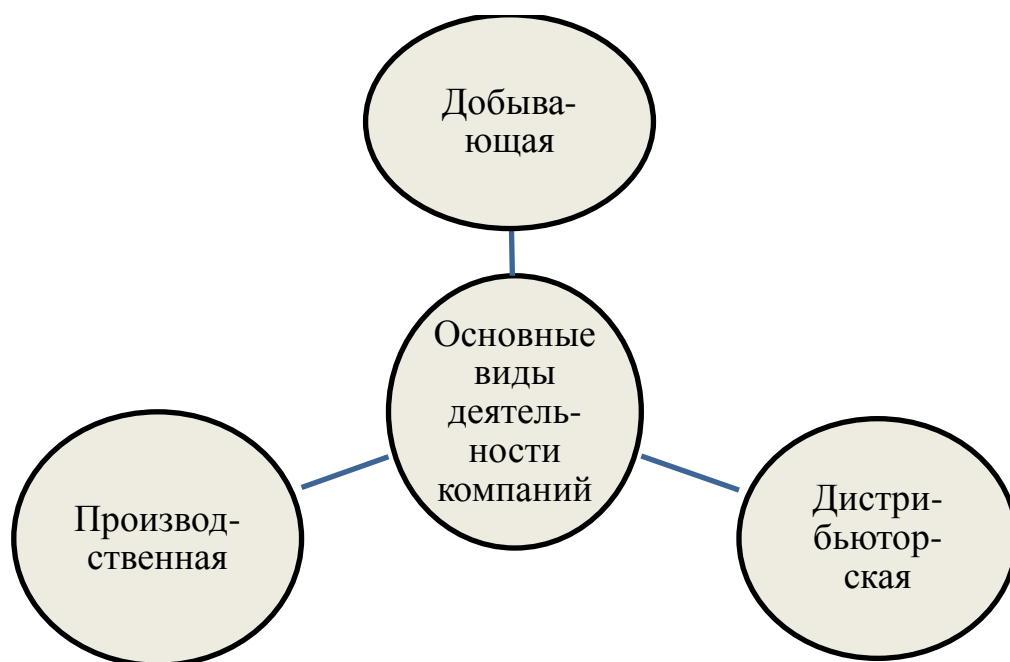 Добыва-
ющая
Основные
виды
деятель-
ности
компаний
Производ-
ственная
Дистри-
бьютор-
ская